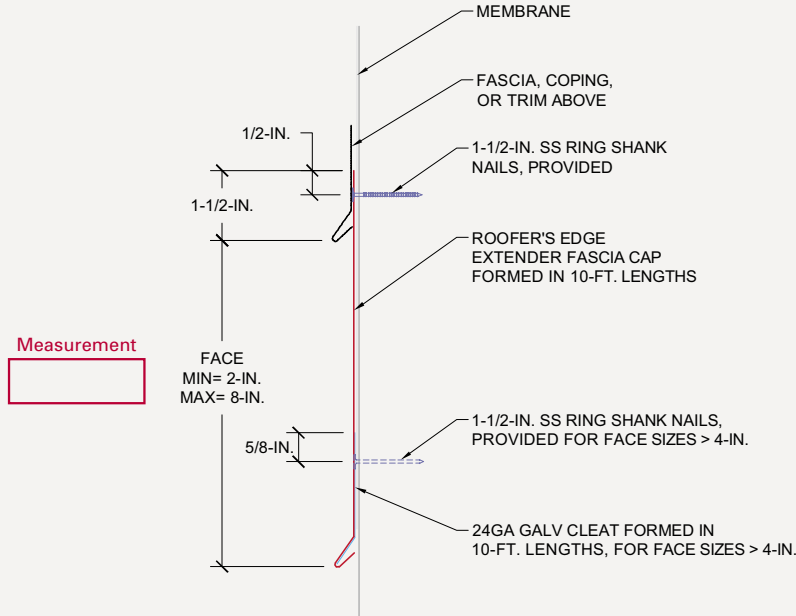 MEMBRANE
FASCIA, COPING,
OR TRIM ABOVE
1/2-IN.
1-1/2-IN. SS RING SHANK
NAILS, PROVIDED
1-1/2-IN.
ROOFER'S EDGE
EXTENDER FASCIA CAP
FORMED IN 10-FT. LENGTHS
Measurement
FACE
MIN= 2-IN.
MAX= 8-IN.
1-1/2-IN. SS RING SHANK NAILS,
PROVIDED FOR FACE SIZES > 4-IN.
5/8-IN.
24GA GALV CLEAT FORMED IN
10-FT. LENGTHS, FOR FACE SIZES > 4-IN.